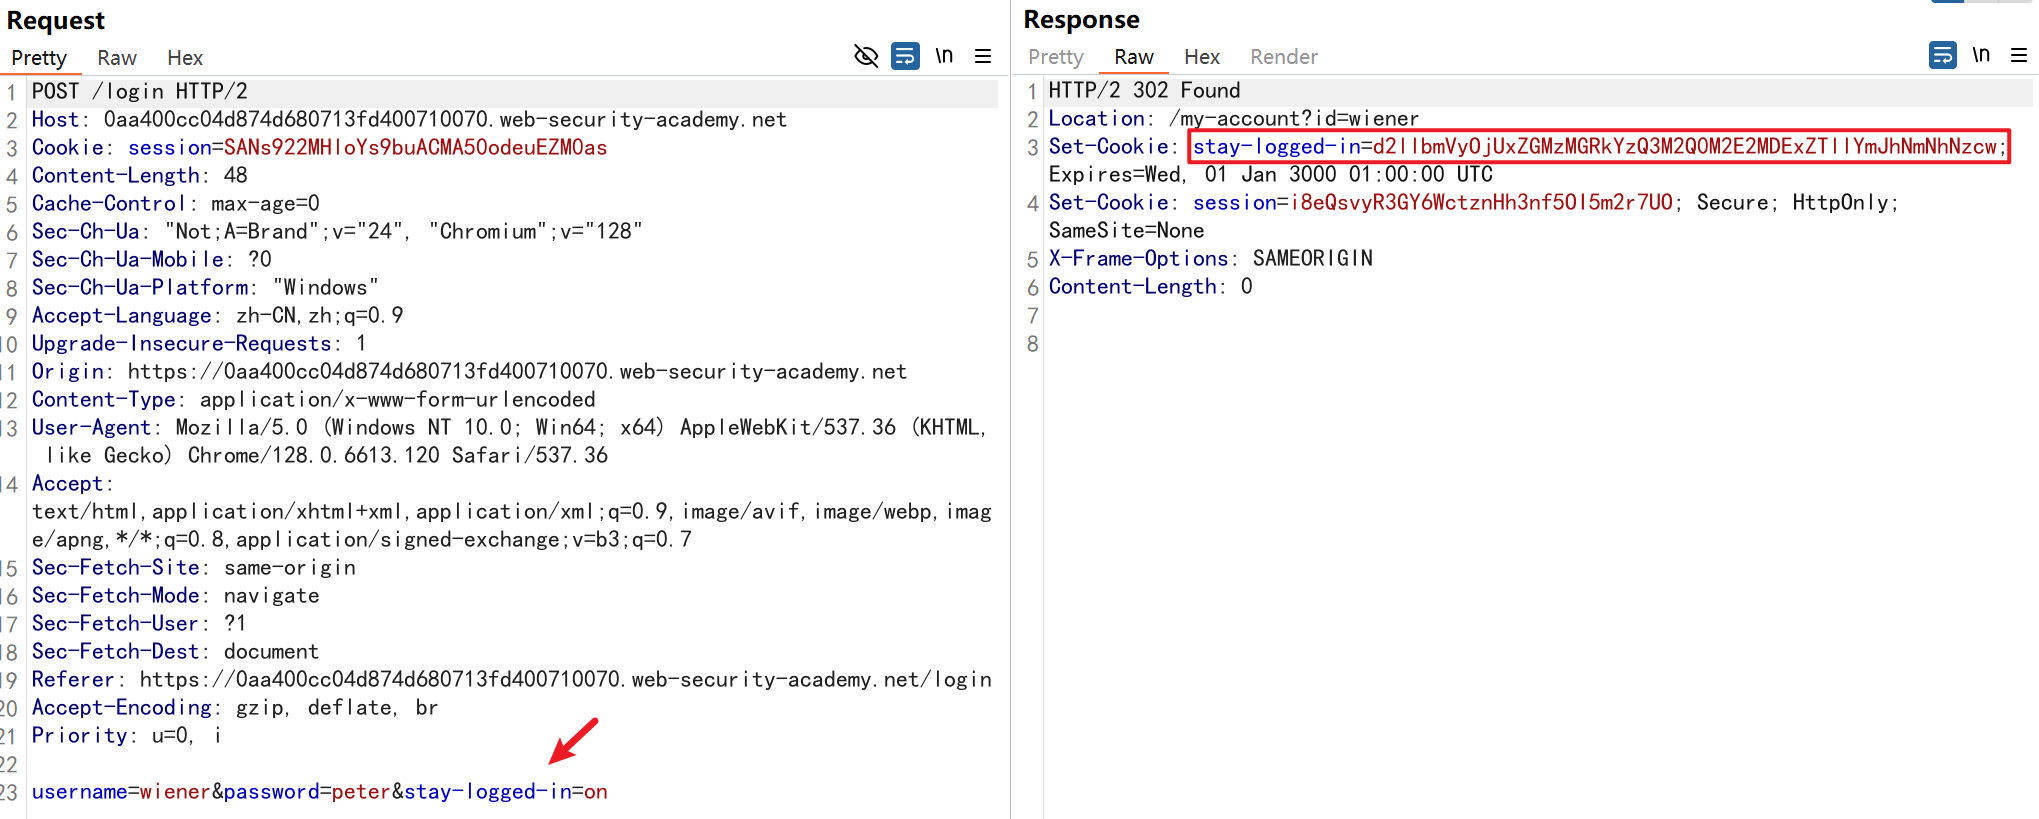 Request
Pretty Raw Hex \n
1 POST /login HTTP/2
2 Host: 0aa400cc04d874d680713fd400710070.web-security-academy.net
3 Cookie: session=SANs922MHloYs9buACMA50odeuEZM0as
4 Content-Length: 48
5 Cache-Control: max-age=0
6 Sec-Ch-Ua: "Not;A=Brand";v="24", "Chromium";v="128"
7 Sec-Ch-Ua-Mobile: ?0
8 Sec-Ch-Ua-Platform: "Windows"
9 Accept-Language: zh-CN,zh;q=0.9
10 Upgrade-Insecure-Requests: 1
11 Origin: https://0aa400cc04d874d680713fd400710070.web-security-academy.net
12 Content-Type: application/x-www-form-urlencoded
13 User-Agent: Mozilla/5.0 (Windows NT 10.0; Win64; x64) AppleWebKit/537.36 (KHTML,
like Gecko) Chrome/128.0.6613.120 Safari/537.36
14 Accept:
text/html,application/xhtml+xml,application/xml;q=0.9,image/avif,image/webp,imag
e/apng,*/*;q=0.8,application/signed-exchange;v=b3;q=0.7
15 Sec-Fetch-Site: same-origin
16 Sec-Fetch-Mode: navigate
17 Sec-Fetch-User: ?1
18 Sec-Fetch-Dest: document
19 Referer: https://0aa400cc04d874d680713fd400710070.web-security-academy.net/login
20 Accept-Encoding: gzip, deflate, br
21 Priority: u=0, i
22
23 username=wiener&password=peter&stay-logged-in=on
Response
Pretty Raw Hex Render \n
1 HTTP/2 302 Found
2 Location: /my-account?id=wiener
3 Set-Cookie: stay-logged-in=d2llbmVyOjUxZGMzMGRkYzQ3M2Q0M2E2MDExZTllYmJhNmNhNzcw;
Expires=Wed, 01 Jan 3000 01:00:00 UTC
4 Set-Cookie: session=i8eQsvyR3GY6WctznHh3nf5OI5m2r7UO; Secure; HttpOnly;
SameSite=None
5 X-Frame-Options: SAMEORIGIN
6 Content-Length: 0
7
8